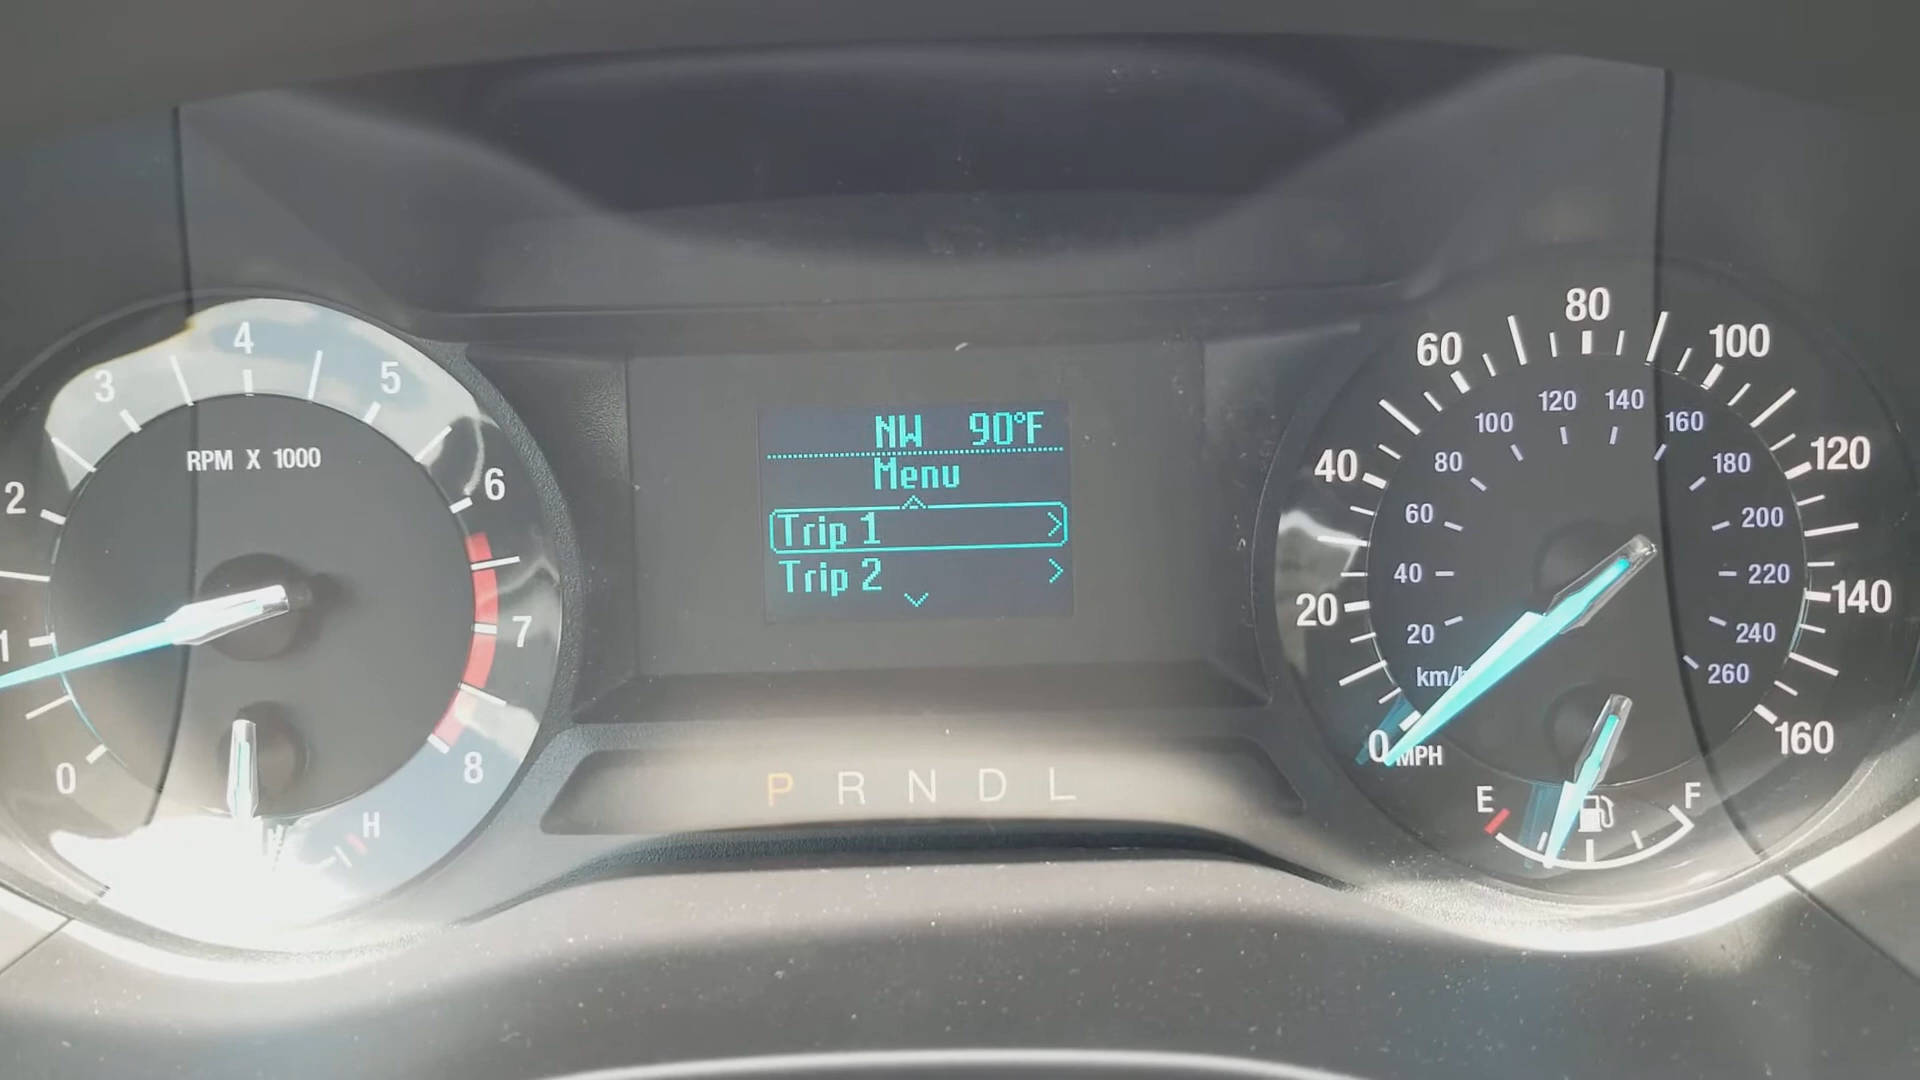 NW 90°F
Menu
Trip 1 >
Trip 2 >
0 1 2 3 4 5 6 7 8
RPM X 1000
H
P R N D L
0 20 40 60 80 100 120 140 160
MPH
20 40 60 80 100 120 140 160 180 200 220 240 260
km/h
E F